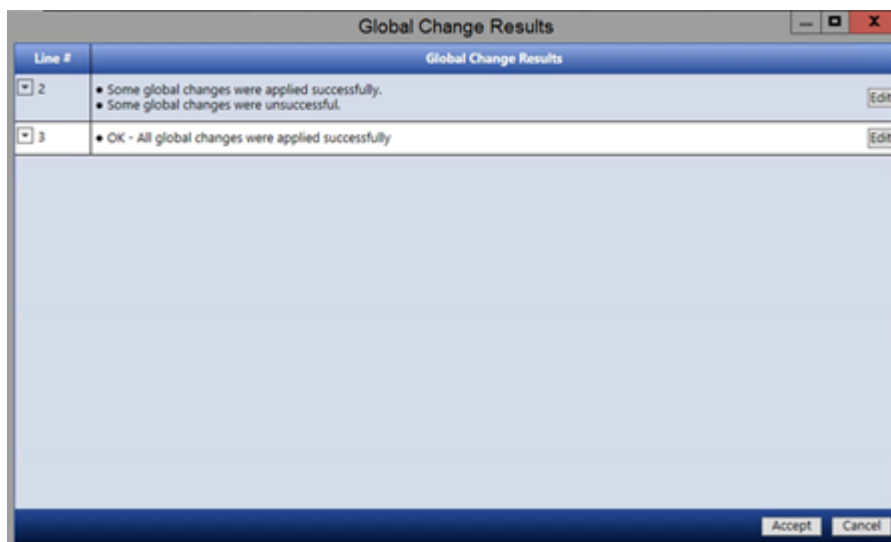 Global Change Results
Line # Global Change Results
2 • Some global changes were applied successfully. Edit
• Some global changes were unsuccessful.
3 • OK - All global changes were applied successfully Edit
Accept Cancel